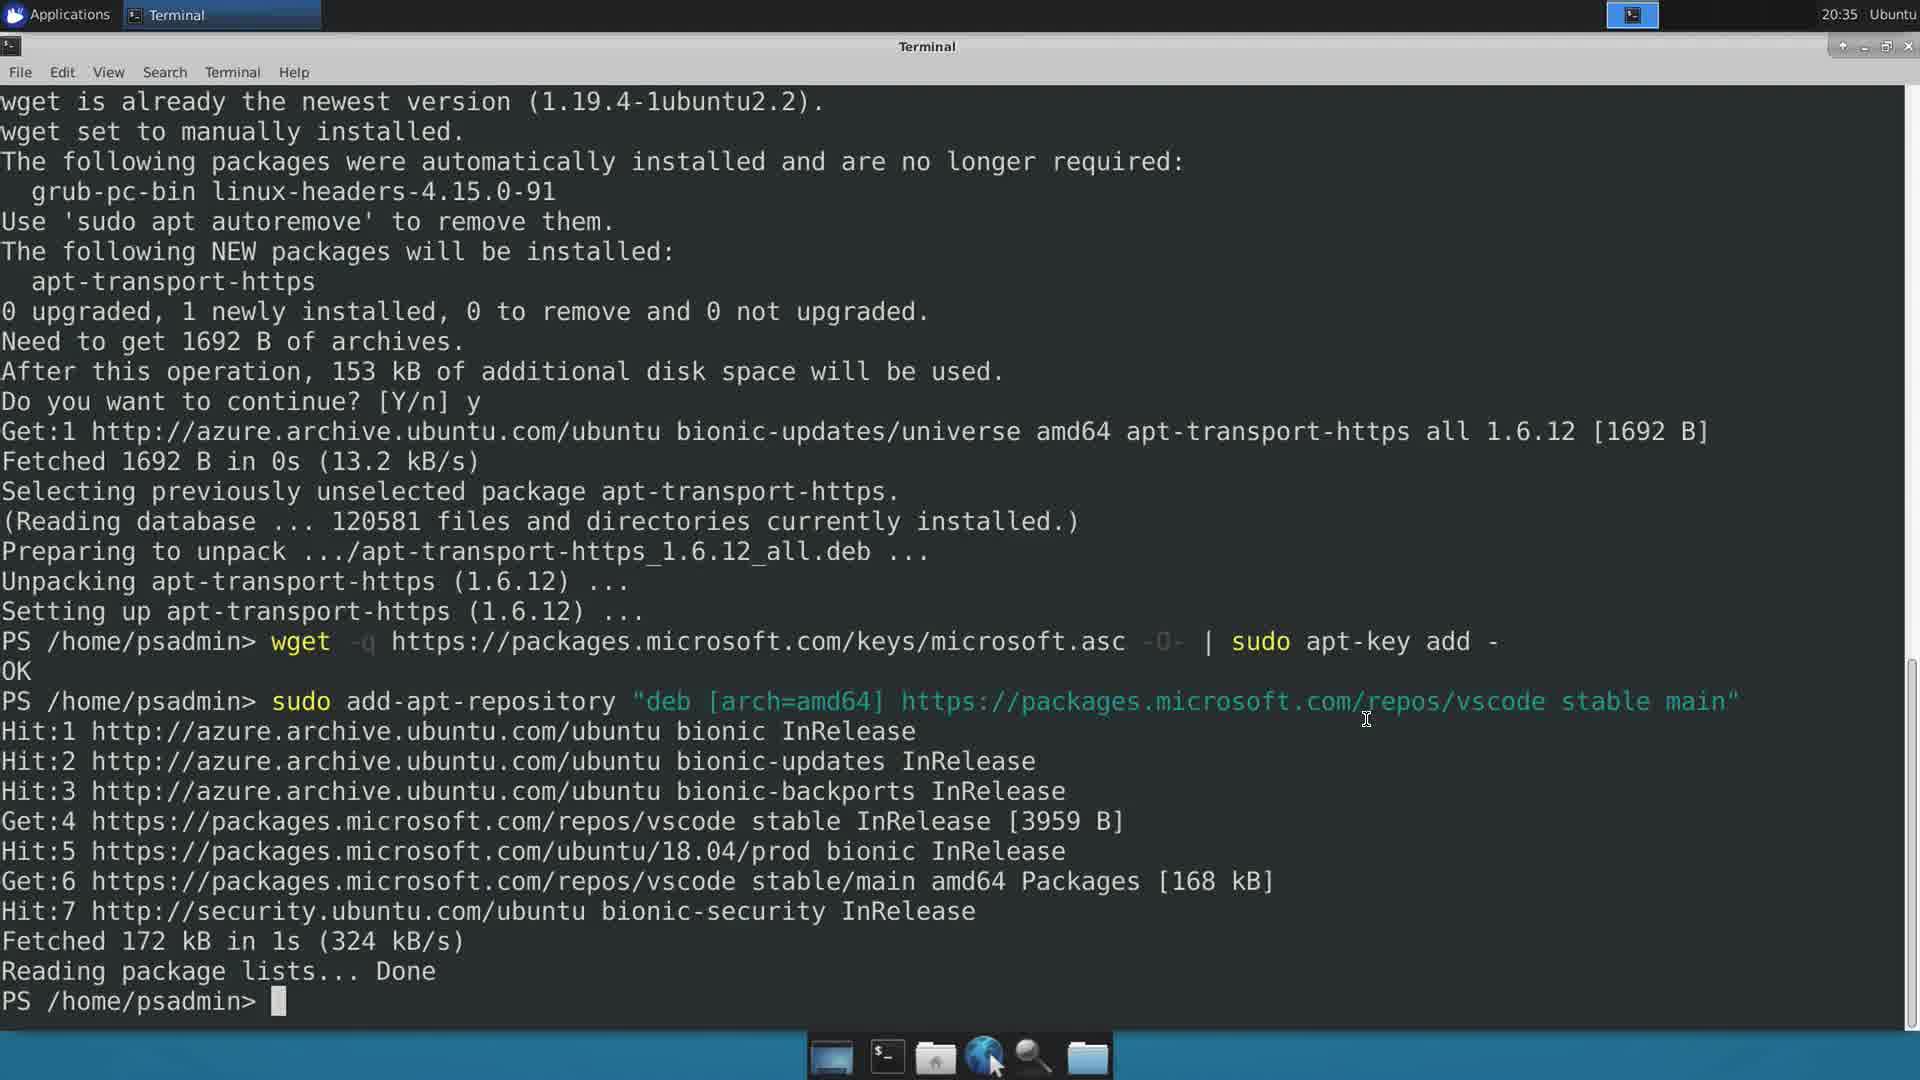 Applications
Terminal
20:35 Ubuntu
Terminal
File Edit View Search Terminal Help
wget is already the newest version (1.19.4-1ubuntu2.2).
wget set to manually installed.
The following packages were automatically installed and are no longer required:
  grub-pc-bin linux-headers-4.15.0-91
Use 'sudo apt autoremove' to remove them.
The following NEW packages will be installed:
  apt-transport-https
0 upgraded, 1 newly installed, 0 to remove and 0 not upgraded.
Need to get 1692 B of archives.
After this operation, 153 kB of additional disk space will be used.
Do you want to continue? [Y/n] y
Get:1 http://azure.archive.ubuntu.com/ubuntu bionic-updates/universe amd64 apt-transport-https all 1.6.12 [1692 B]
Fetched 1692 B in 0s (13.2 kB/s)
Selecting previously unselected package apt-transport-https.
(Reading database ... 120581 files and directories currently installed.)
Preparing to unpack .../apt-transport-https_1.6.12_all.deb ...
Unpacking apt-transport-https (1.6.12) ...
Setting up apt-transport-https (1.6.12) ...
PS /home/psadmin> wget -q https://packages.microsoft.com/keys/microsoft.asc -O- | sudo apt-key add -
OK
PS /home/psadmin> sudo add-apt-repository "deb [arch=amd64] https://packages.microsoft.com/repos/vscode stable main"
Hit:1 http://azure.archive.ubuntu.com/ubuntu bionic InRelease
Hit:2 http://azure.archive.ubuntu.com/ubuntu bionic-updates InRelease
Hit:3 http://azure.archive.ubuntu.com/ubuntu bionic-backports InRelease
Get:4 https://packages.microsoft.com/repos/vscode stable InRelease [3959 B]
Hit:5 https://packages.microsoft.com/ubuntu/18.04/prod bionic InRelease
Get:6 https://packages.microsoft.com/repos/vscode stable/main amd64 Packages [168 kB]
Hit:7 http://security.ubuntu.com/ubuntu bionic-security InRelease
Fetched 172 kB in 1s (324 kB/s)
Reading package lists... Done
PS /home/psadmin>